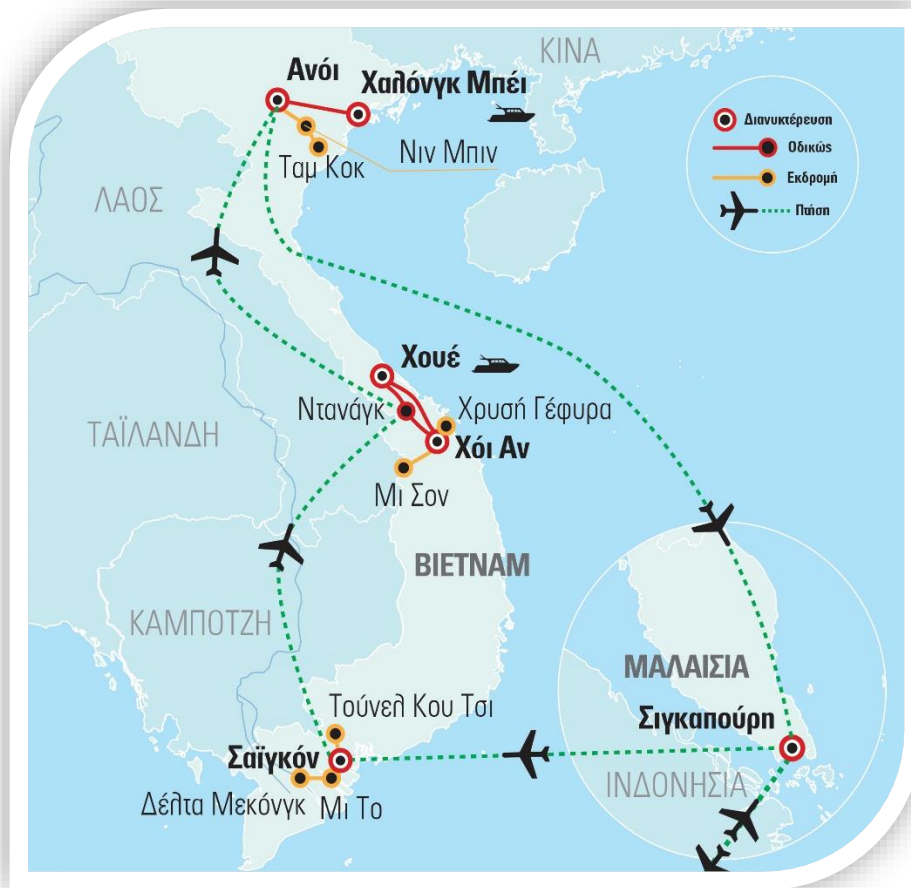 ΚΙΝΑ
Ανόι
Χαλόνγκ Μπέι
Διανυκτέρευση
Οδικώς
Εκδρομή
Πτήση
Ταμ Κοκ
Νιν Μπιν
ΛΑΟΣ
Χουέ
Ντανάγκ
Χρυσή Γέφυρα
ΤΑΪΛΑΝΔΗ
Χόι Αν
Μι Σον
ΒΙΕΤΝΑΜ
ΚΑΜΠΟΤΖΗ
ΜΑΛΑΙΣΙΑ
Τούνελ Κου Τσι
Σιγκαπούρη
Σαϊγκόν
ΙΝΔΟΝΗΣΙΑ
Δέλτα Μεκόνγκ
Μι Το